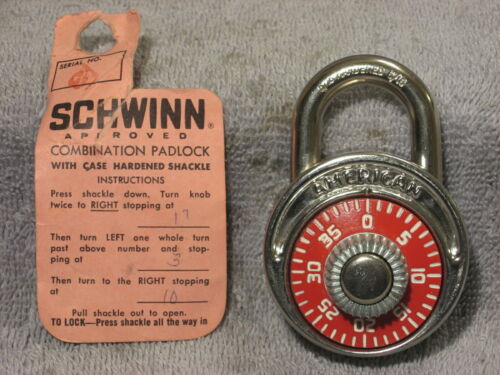 SERIAL NO.
SCHWINN®
APPROVED
COMBINATION PADLOCK
WITH CASE HARDENED SHACKLE
INSTRUCTIONS
Press shackle down. Turn knob
twice to RIGHT stopping at
17
Then turn LEFT one whole turn
past above number and stop-
ping at 3
Then turn to the RIGHT stopping
at 10
Pull shackle out to open.
TO LOCK—Press shackle all the way in
HARDENED
AMERICAN
0
5
10
15
20
25
30
35